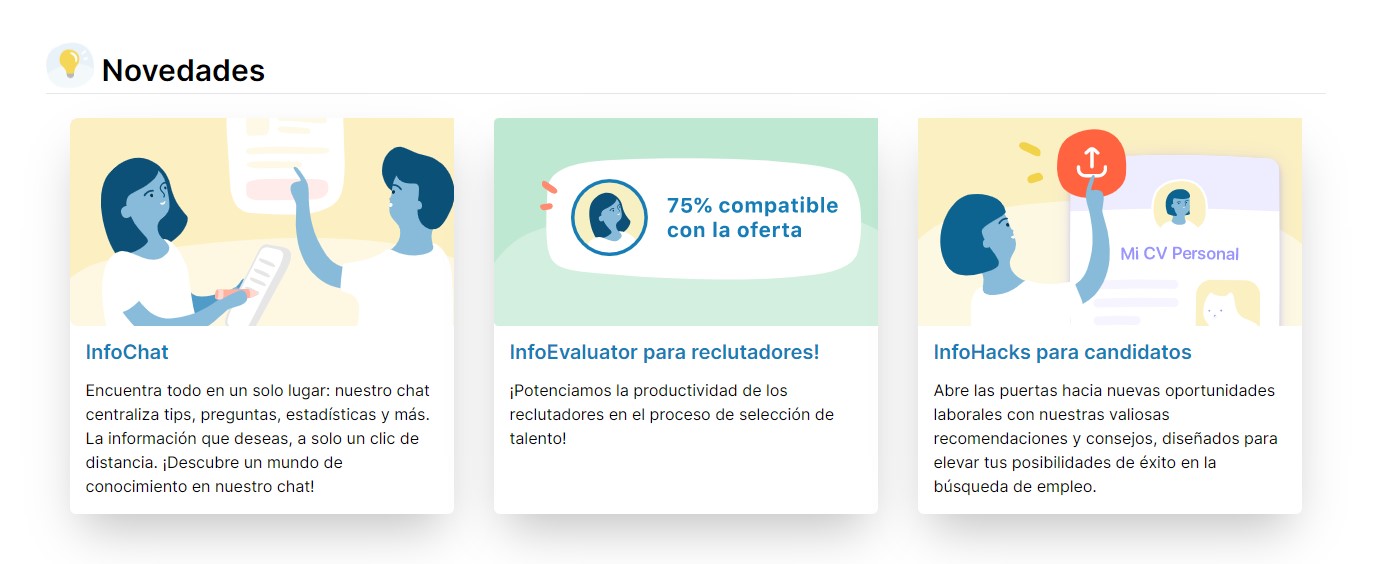 Novedades
75% compatible
con la oferta
Mi CV Personal
InfoChat
Encuentra todo en un solo lugar: nuestro chat
centraliza tips, preguntas, estadísticas y más.
La información que deseas, a solo un clic de
distancia. ¡Descubre un mundo de
conocimiento en nuestro chat!
InfoEvaluator para reclutadores!
¡Potenciamos la productividad de los
reclutadores en el proceso de selección de
talento!
InfoHacks para candidatos
Abre las puertas hacia nuevas oportunidades
laborales con nuestras valiosas
recomendaciones y consejos, diseñados para
elevar tus posibilidades de éxito en la
búsqueda de empleo.